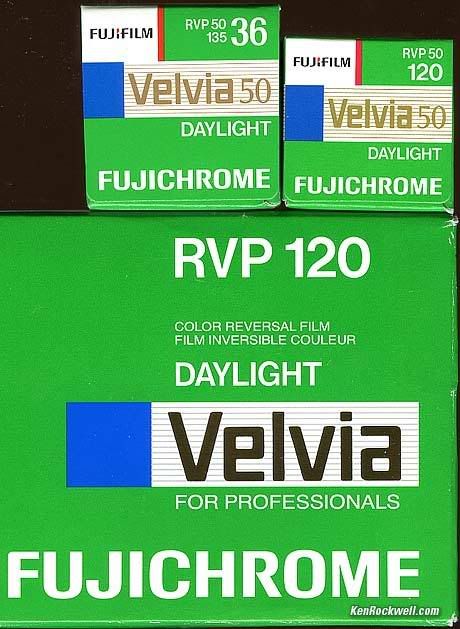 FUJIFILM
RVP 50
135 36
Velvia 50
DAYLIGHT
FUJICHROME
FUJIFILM
RVP 50
120
Velvia 50
DAYLIGHT
FUJICHROME
RVP 120
COLOR REVERSAL FILM
FILM INVERSIBLE COULEUR
DAYLIGHT
Velvia
FOR PROFESSIONALS
FUJICHROME
KenRockwell.com